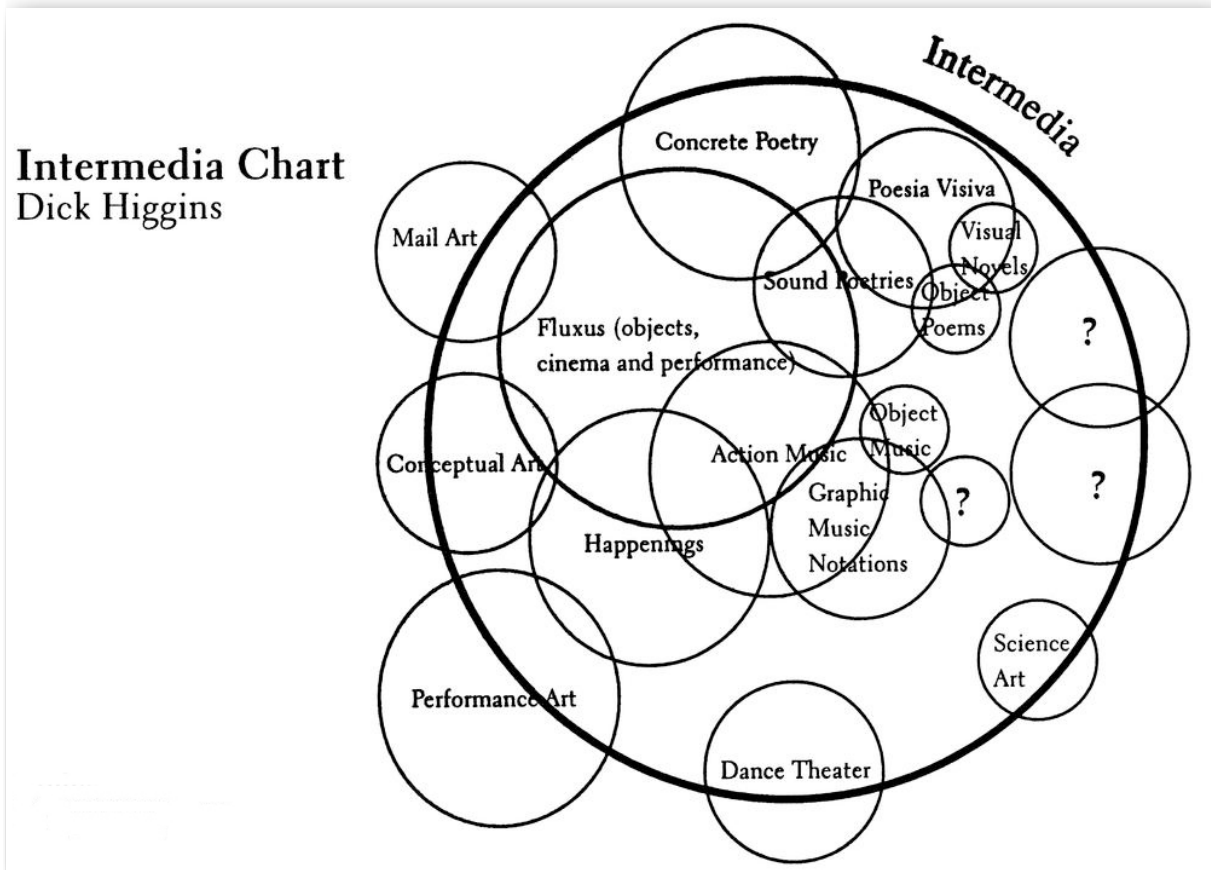 Intermedia Chart
Dick Higgins
Intermedia
Concrete Poetry
Poesia Visiva
Mail Art
Visual
Novels
Sound Poetries
Object
Poems
Fluxus (objects,
cinema and performance)
?
Object
Music
Action Music
Conceptual Art
Graphic
Music
Notations
?
?
Happenings
Science
Art
Performance Art
Dance Theater